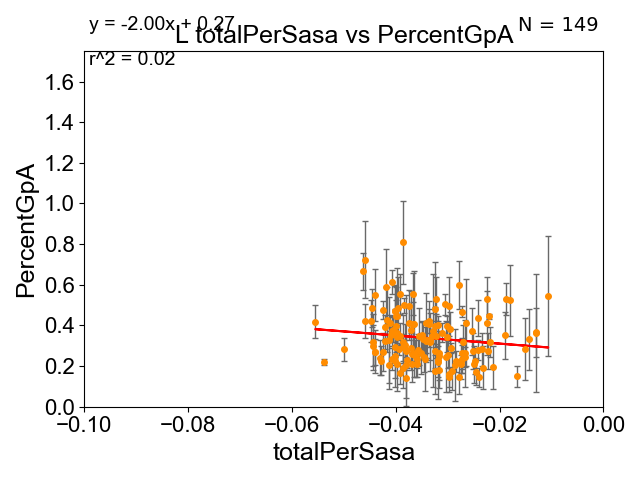 y = -2.00x + 0.27
N = 149
L totalPerSasa vs PercentGpA
r^2 = 0.02
PercentGpA
1.6
1.4
1.2
1.0
0.8
0.6
0.4
0.2
0.0
−0.10 −0.08 −0.06 −0.04 −0.02 0.00
totalPerSasa